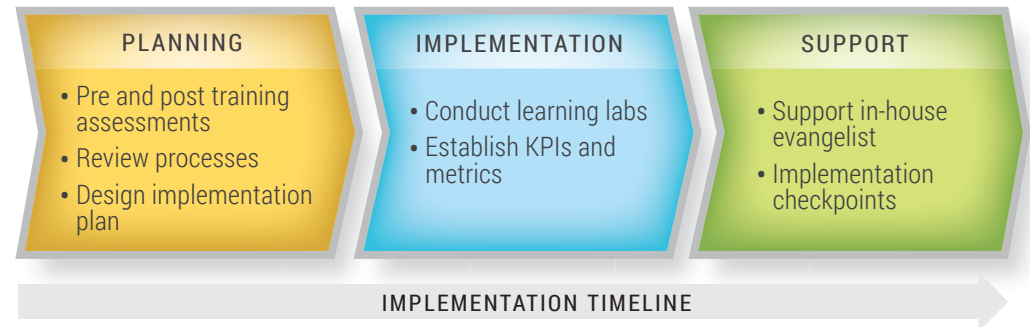 PLANNING
• Pre and post training
assessments
• Review processes
• Design implementation
plan
IMPLEMENTATION
• Conduct learning labs
• Establish KPIs and
metrics
SUPPORT
• Support in-house
evangelist
• Implementation
checkpoints
IMPLEMENTATION TIMELINE